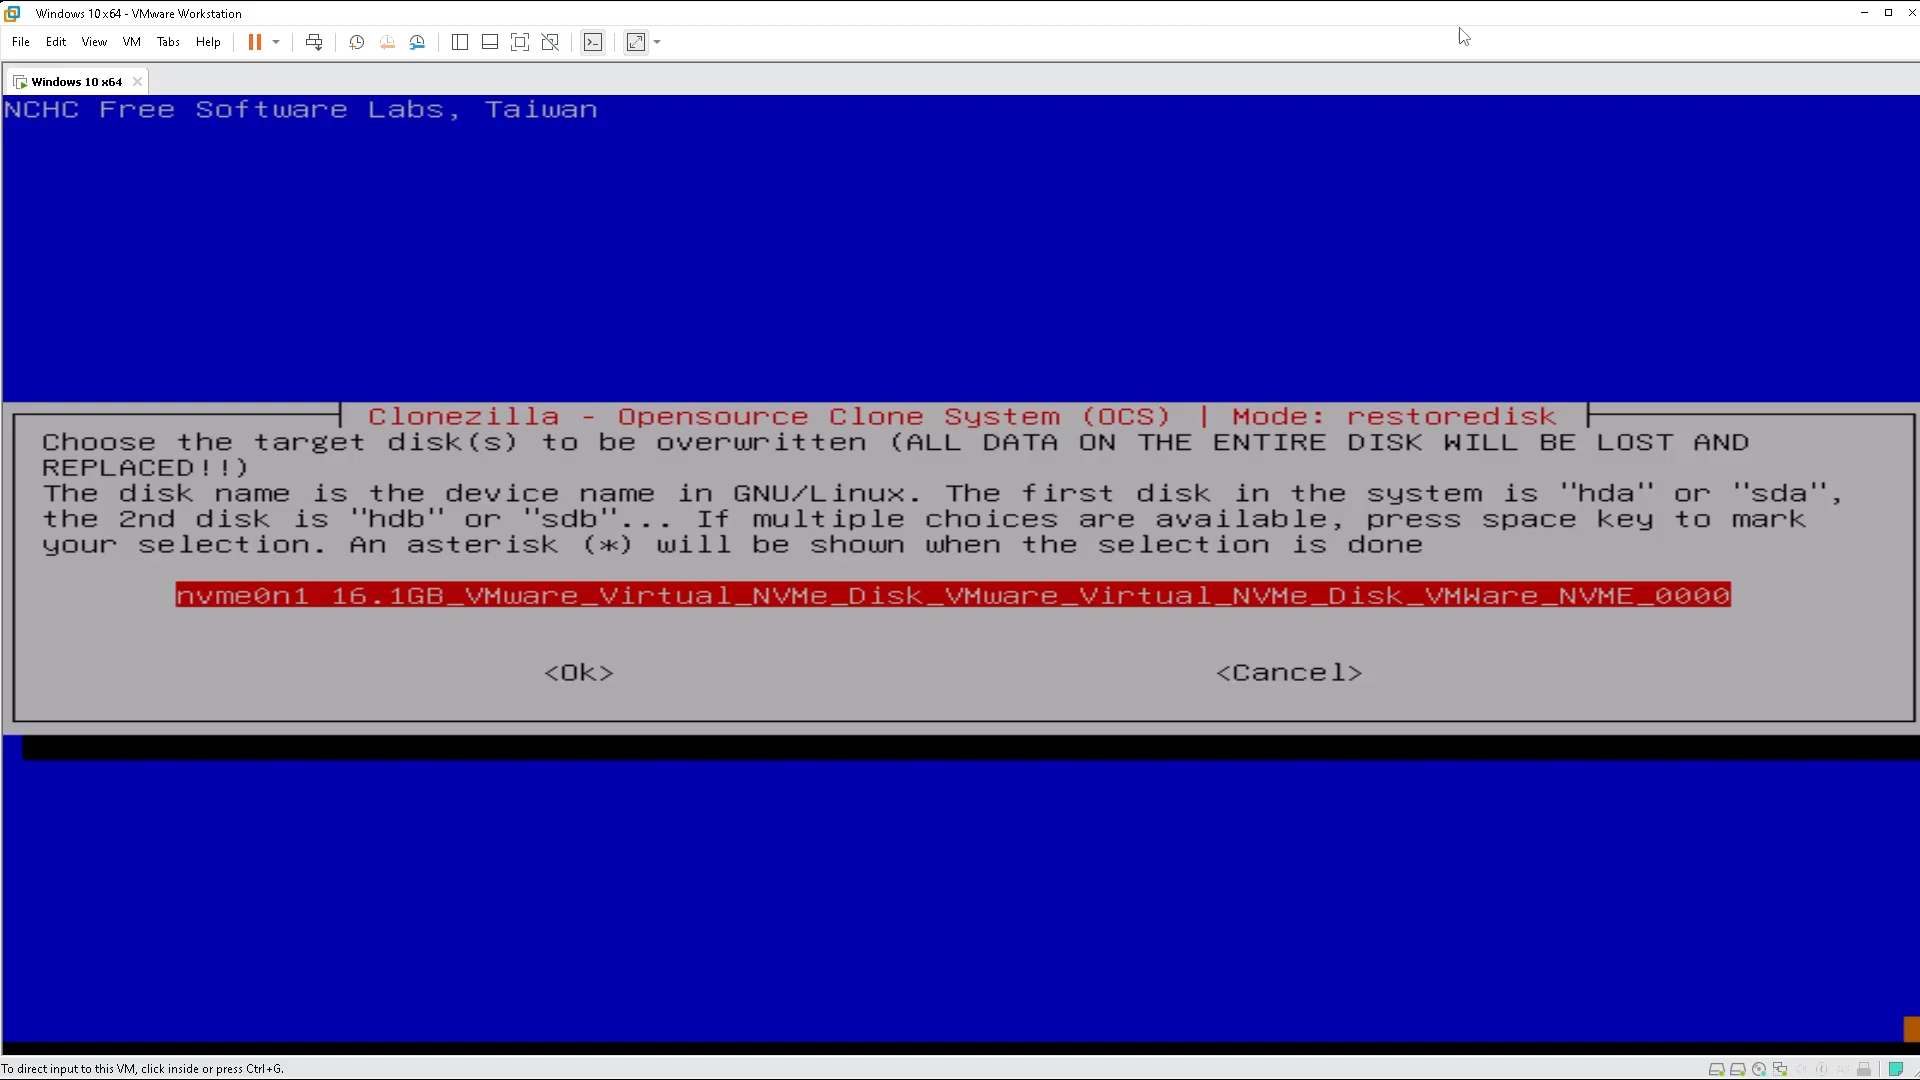 Windows 10 x64 - VMware Workstation
File Edit View VM Tabs Help
Windows 10 x64
NCHC Free Software Labs, Taiwan
Clonezilla - Opensource Clone System (OCS) | Mode: restoredisk
Choose the target disk(s) to be overwritten (ALL DATA ON THE ENTIRE DISK WILL BE LOST AND
REPLACED!!)
The disk name is the device name in GNU/Linux. The first disk in the system is "hda" or "sda",
the 2nd disk is "hdb" or "sdb"... If multiple choices are available, press space key to mark
your selection. An asterisk (*) will be shown when the selection is done
nvme0n1 16.1GB_VMware_Virtual_NVMe_Disk_VMware_Virtual_NVMe_Disk_VMWare_NVME_0000
<Ok> <Cancel>
To direct input to this VM, click inside or press Ctrl+G.